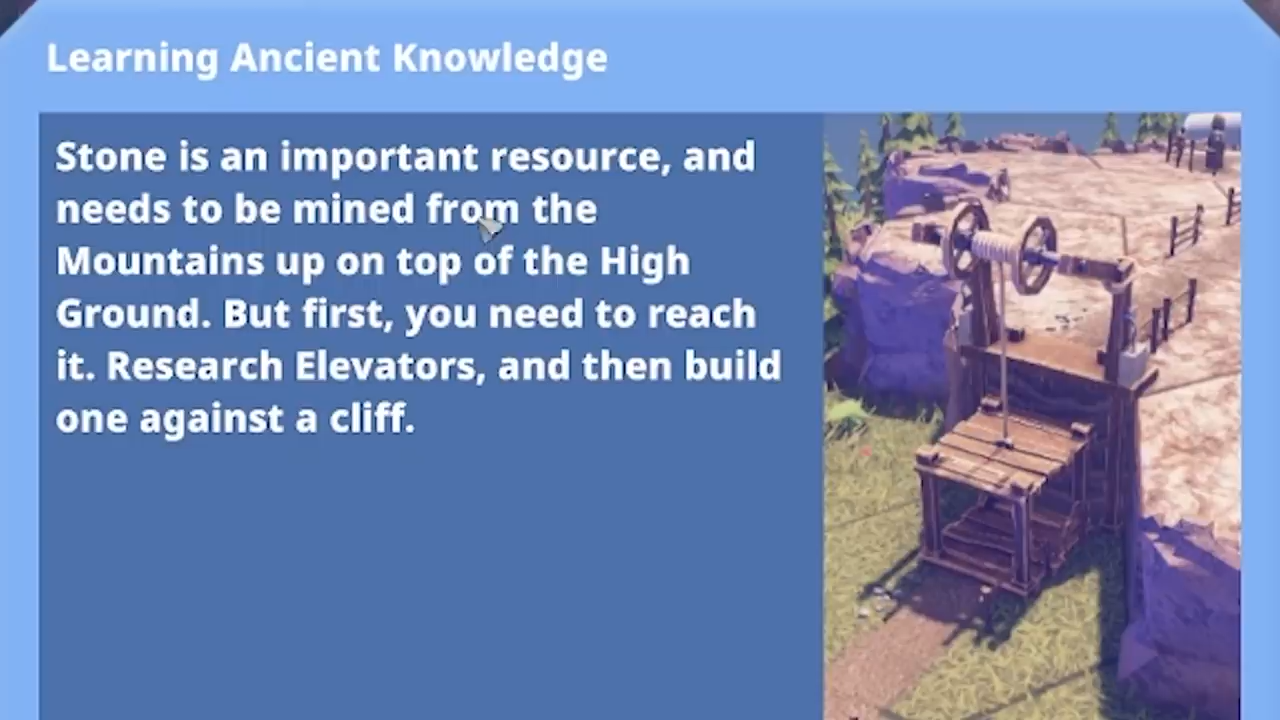 Learning Ancient Knowledge
Stone is an important resource, and
needs to be mined from the
Mountains up on top of the High
Ground. But first, you need to reach
it. Research Elevators, and then build
one against a cliff.